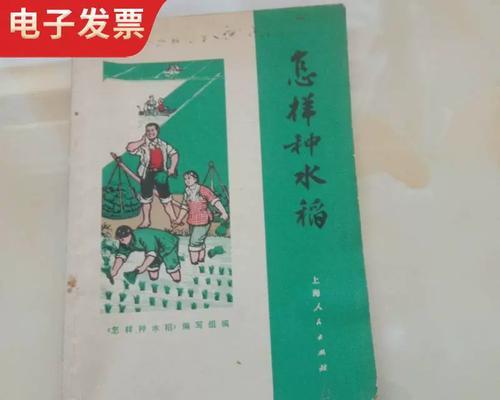 电子发票
怎样种水稻
上海人民出版社
《怎样种水稻》编写组编